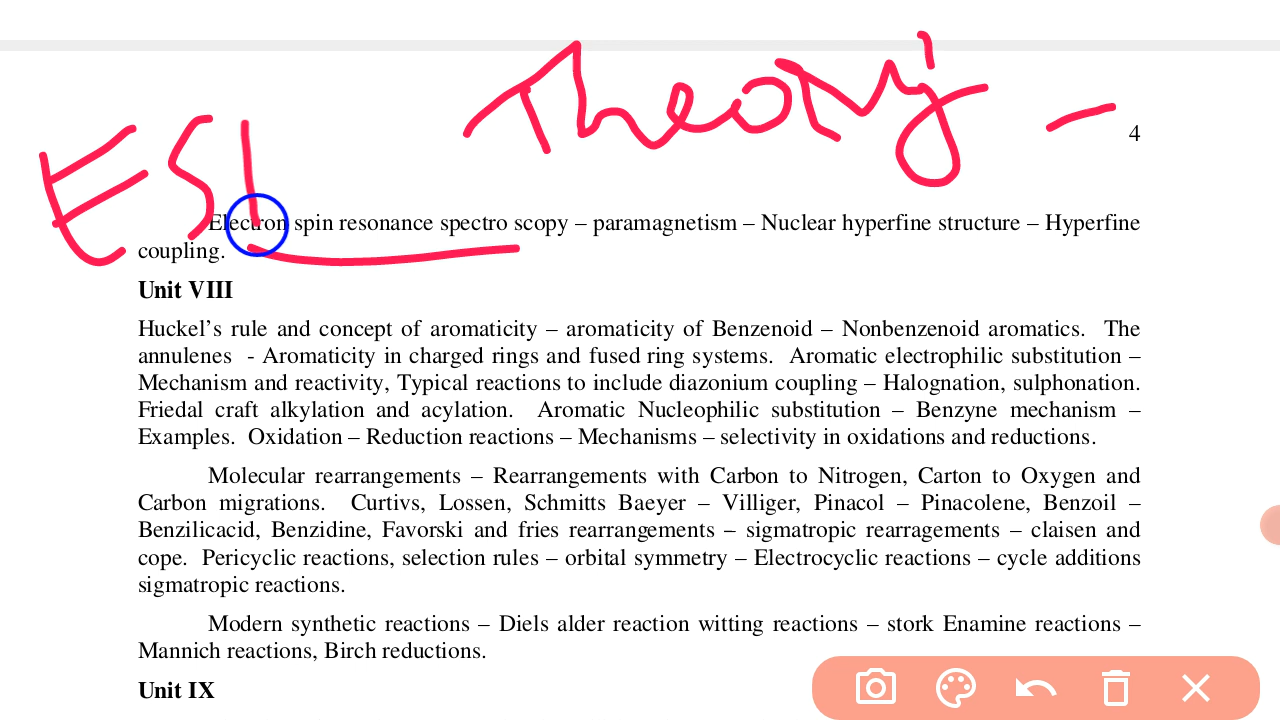 Theory -
4
ES
Electron spin resonance spectro scopy – paramagnetism – Nuclear hyperfine structure – Hyperfine
coupling.
Unit VIII
Huckel's rule and concept of aromaticity – aromaticity of Benzenoid – Nonbenzenoid aromatics. The
annulenes - Aromaticity in charged rings and fused ring systems. Aromatic electrophilic substitution –
Mechanism and reactivity, Typical reactions to include diazonium coupling – Halognation, sulphonation.
Friedal craft alkylation and acylation. Aromatic Nucleophilic substitution – Benzyne mechanism –
Examples. Oxidation – Reduction reactions – Mechanisms – selectivity in oxidations and reductions.
Molecular rearrangements – Rearrangements with Carbon to Nitrogen, Carton to Oxygen and
Carbon migrations. Curtivs, Lossen, Schmitts Baeyer – Villiger, Pinacol – Pinacolene, Benzoil –
Benzilicacid, Benzidine, Favorski and fries rearrangements – sigmatropic rearragements – claisen and
cope. Pericyclic reactions, selection rules – orbital symmetry – Electrocyclic reactions – cycle additions
sigmatropic reactions.
Modern synthetic reactions – Diels alder reaction witting reactions – stork Enamine reactions –
Mannich reactions, Birch reductions.
Unit IX